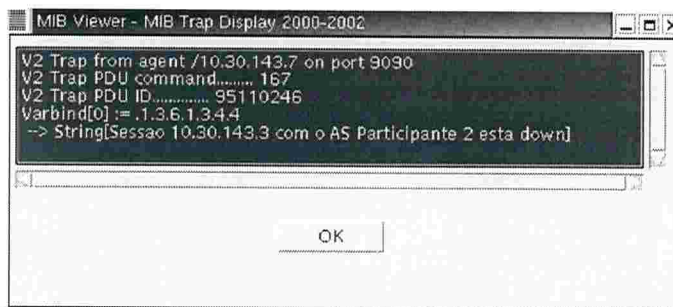 MIB Viewer - MIB Trap Display 2000-2002
V2 Trap from agent /10.30.143.7 on port 9090
V2 Trap PDU command........ 167
V2 Trap PDU ID............. 95110246
Varbind[0] := .1.3.6.1.3.4.4
--> String[Sessao 10.30.143.3 com o AS Participante 2 esta down]
OK